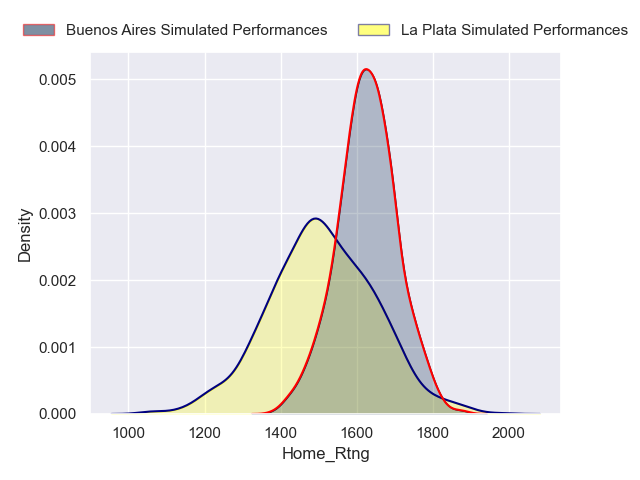 Buenos Aires Simulated Performances La Plata Simulated Performances
0.005
0.004
0.003
0.002
0.001
0.000
Density
1000 1200 1400 1600 1800 2000
Home_Rtng